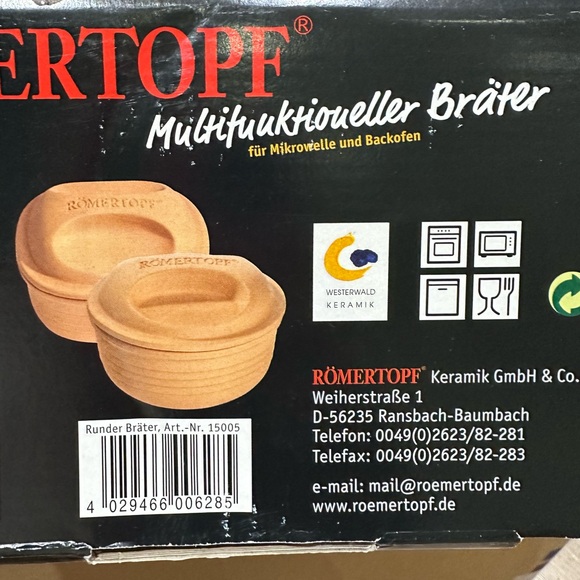 ERTOPF®
Multifunktioneller Bräter
für Mikrowelle und Backofen
RÖMERTOPF®
RÖMERTOPF®
WESTERWALD
KERAMIK
RÖMERTOPF® Keramik GmbH & Co.
Weiherstraße 1
D-56235 Ransbach-Baumbach
Telefon: 0049(0)2623/82-281
Telefax: 0049(0)2623/82-283
e-mail: mail@roemertopf.de
www.roemertopf.de
Runder Bräter, Art.-Nr. 15005
4 029466 006285